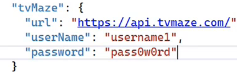 "tvMaze": {
"url": "https://api.tvmaze.com/"
"userName": "username1",
"password": "pass0w0rd"
}